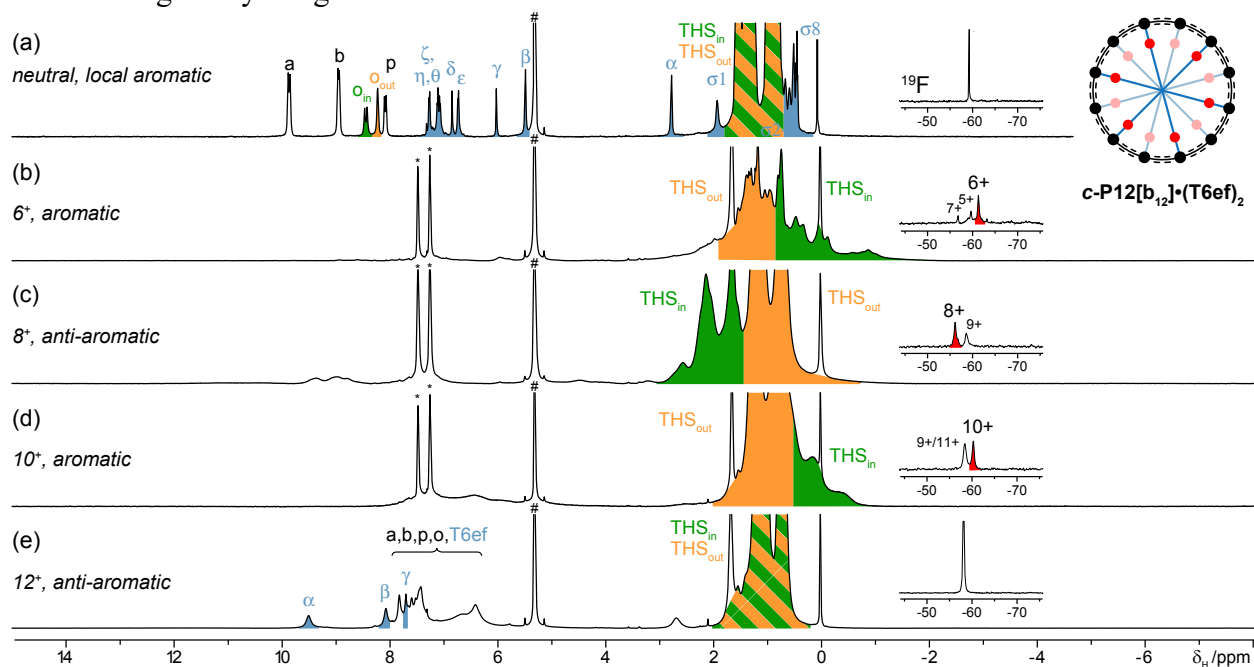 (a)
neutral, local aromatic
a
b
o_in
o_out
p
ζ,
η,θ
δ
ε
γ
β
#
α
σ1
THS_in
THS_out
σ2
σ8
¹⁹F
-50 -60 -70
c-P12[b₁₂]•(T6ef)₂
(b)
6⁺, aromatic
* *
#
THS_out
THS_in
7+ 5+ 6+
-50 -60 -70
(c)
8⁺, anti-aromatic
* *
#
THS_in
THS_out
8+ 9+
-50 -60 -70
(d)
10⁺, aromatic
* *
#
THS_out
THS_in
9+/11+ 10+
-50 -60 -70
(e)
12⁺, anti-aromatic
α
β
γ
a,b,p,o,T6ef
#
THS_in
THS_out
-50 -60 -70
14 12 10 8 6 4 2 0 -2 -4 -6 δ_H /ppm